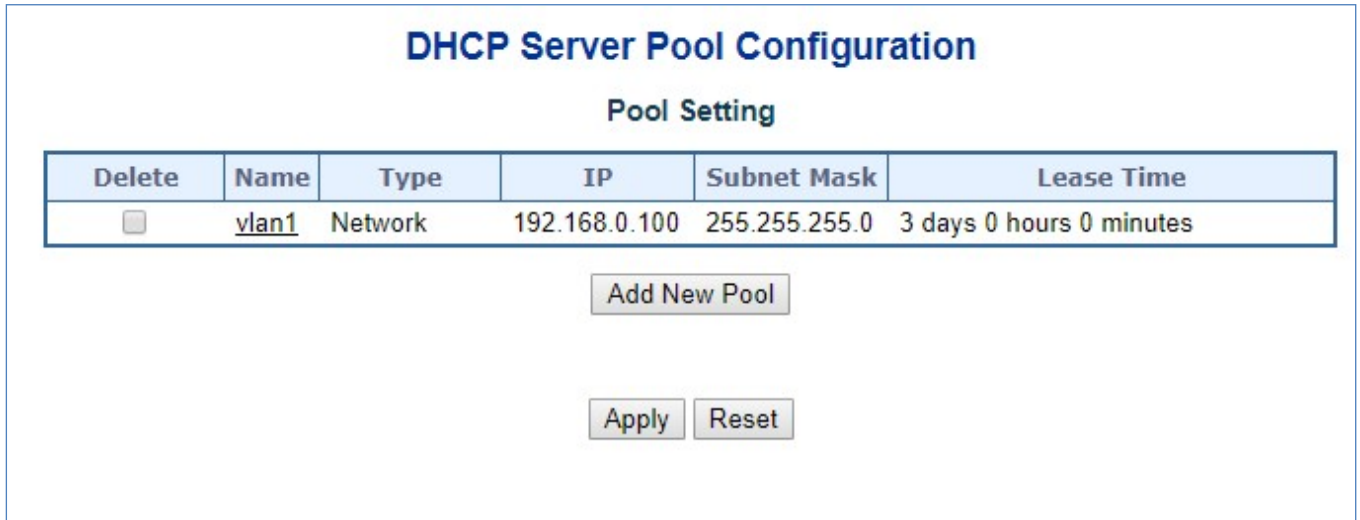 DHCP Server Pool Configuration
Pool Setting
Delete Name Type IP Subnet Mask Lease Time
vlan1 Network 192.168.0.100 255.255.255.0 3 days 0 hours 0 minutes
Add New Pool
Apply Reset